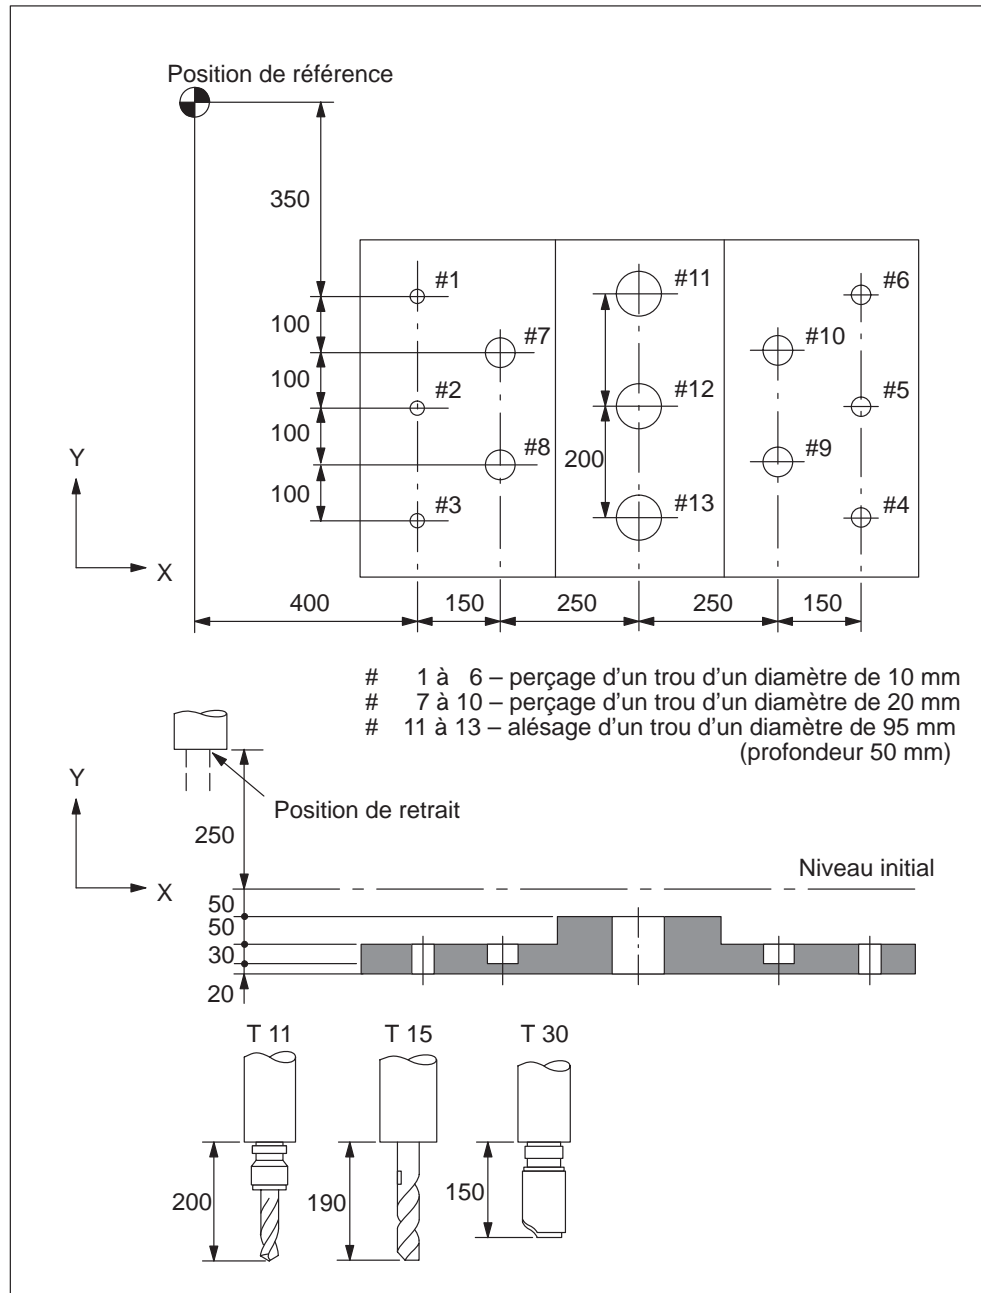 Position de référence
350
#1
#11
#6
100
#7
#10
100
#2
#12
#5
100
#8
200
#9
Y
100
#3
#13
#4
X
400
150
250
250
150
# 1 à 6 – perçage d'un trou d'un diamètre de 10 mm
# 7 à 10 – perçage d'un trou d'un diamètre de 20 mm
# 11 à 13 – alésage d'un trou d'un diamètre de 95 mm
(profondeur 50 mm)
Y
Position de retrait
250
Niveau initial
X
50
50
30
20
T 11
T 15
T 30
200
190
150